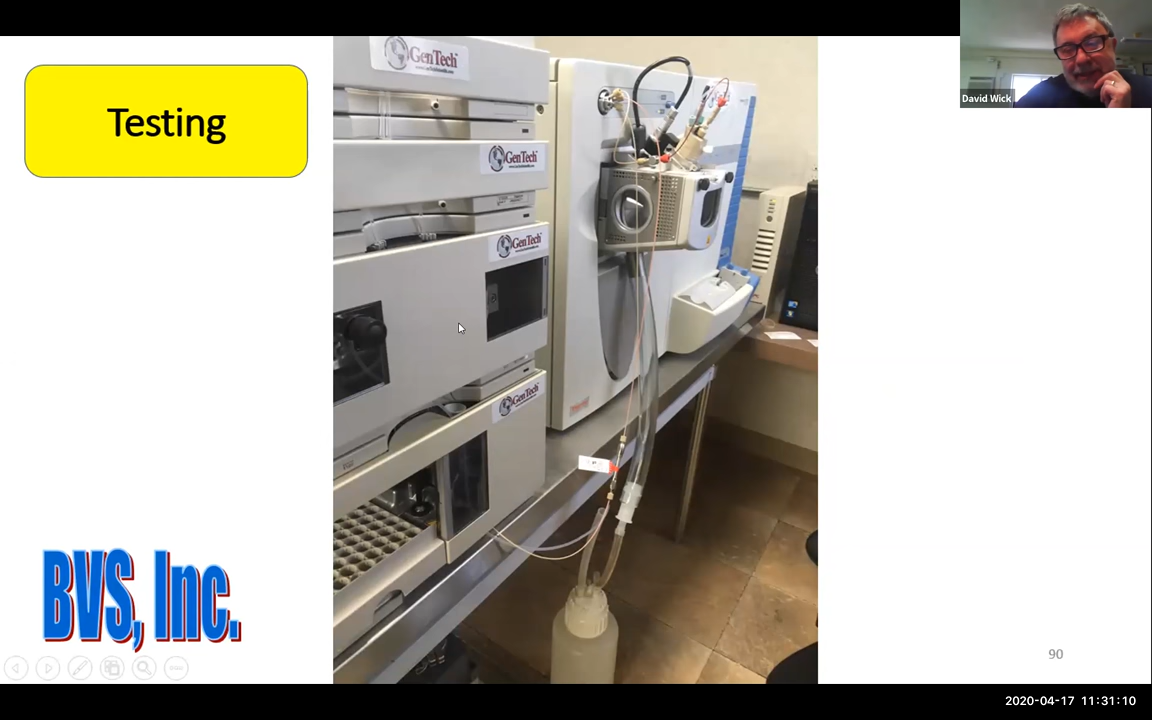 Testing
GenTech
GenTech
GenTech
GenTech
BVS, Inc.
David Wick
90
2020-04-17 11:31:10